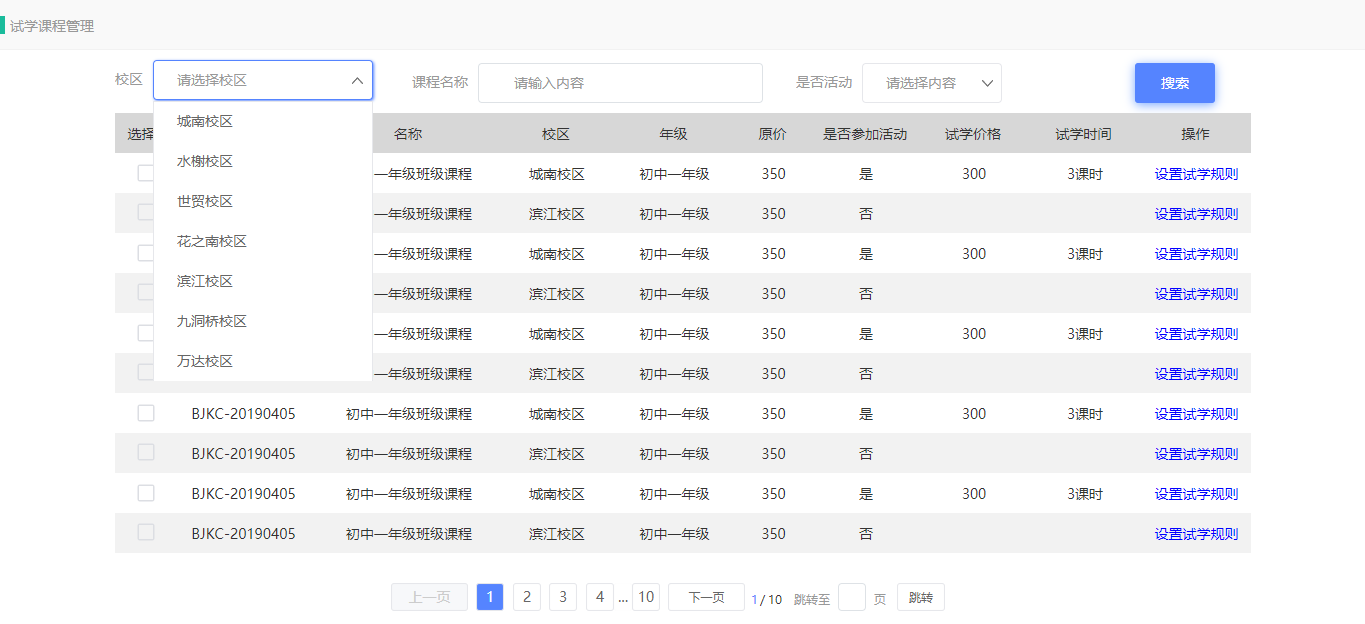 试学课程管理
校区 请选择校区 课程名称 请输入内容 是否活动 请选择内容 搜索
城南校区
水榭校区
世贸校区
花之南校区
滨江校区
九洞桥校区
万达校区
选择 名称 校区 年级 原价 是否参加活动 试学价格 试学时间 操作
一年级班级课程 城南校区 初中一年级 350 是 300 3课时 设置试学规则
一年级班级课程 滨江校区 初中一年级 350 否 设置试学规则
一年级班级课程 城南校区 初中一年级 350 是 300 3课时 设置试学规则
一年级班级课程 滨江校区 初中一年级 350 否 设置试学规则
一年级班级课程 城南校区 初中一年级 350 是 300 3课时 设置试学规则
一年级班级课程 滨江校区 初中一年级 350 否 设置试学规则
BJKC-20190405 初中一年级班级课程 城南校区 初中一年级 350 是 300 3课时 设置试学规则
BJKC-20190405 初中一年级班级课程 滨江校区 初中一年级 350 否 设置试学规则
BJKC-20190405 初中一年级班级课程 城南校区 初中一年级 350 是 300 3课时 设置试学规则
BJKC-20190405 初中一年级班级课程 滨江校区 初中一年级 350 否 设置试学规则
上一页 1 2 3 4 ... 10 下一页 1 / 10 跳转至 页 跳转